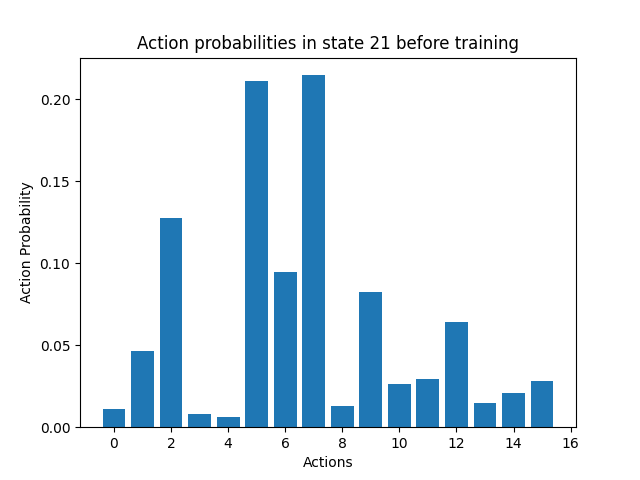 Action probabilities in state 21 before training
0.20
0.15
0.10
0.05
0.00
Action Probability
0 2 4 6 8 10 12 14 16
Actions